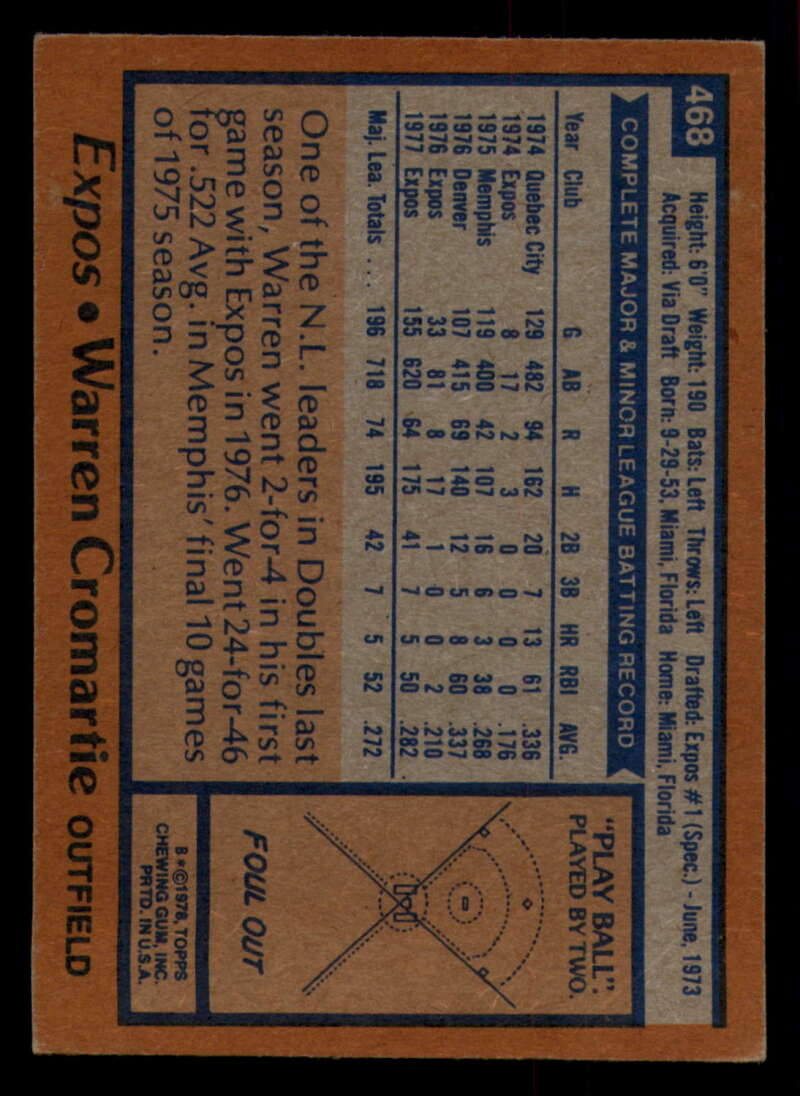 468
Height: 6'0" Weight: 190 Bats: Left Throws: Left Drafted: Expos #1 (Spec.) - June, 1973
Acquired: Via Draft Born: 9-29-53, Miami, Florida Home: Miami, Florida
COMPLETE MAJOR & MINOR LEAGUE BATTING RECORD
Year Club G AB R H 2B 3B HR RBI AVG.
1974 Quebec City 129 482 94 162 20 7 13 61 .336
1974 Expos 8 17 2 3 0 0 0 0 .176
1975 Memphis 119 400 42 107 16 6 3 38 .268
1976 Denver 107 415 69 140 12 5 8 60 .337
1976 Expos 33 81 8 17 1 0 0 2 .210
1977 Expos 155 620 64 175 41 7 5 50 .282
Maj. Lea. Totals ... 196 718 74 195 42 7 5 52 .272
One of the N.L. leaders in Doubles last
season, Warren went 2-for-4 in his first
game with Expos in 1976. Went 24-for-46
for .522 Avg. in Memphis' final 10 games
of 1975 season.
"PLAY BALL":
PLAYED BY TWO.
FOUL OUT
B*©1978, TOPPS
CHEWING GUM, INC.
PRTD. IN U.S.A.
Expos • Warren Cromartie OUTFIELD